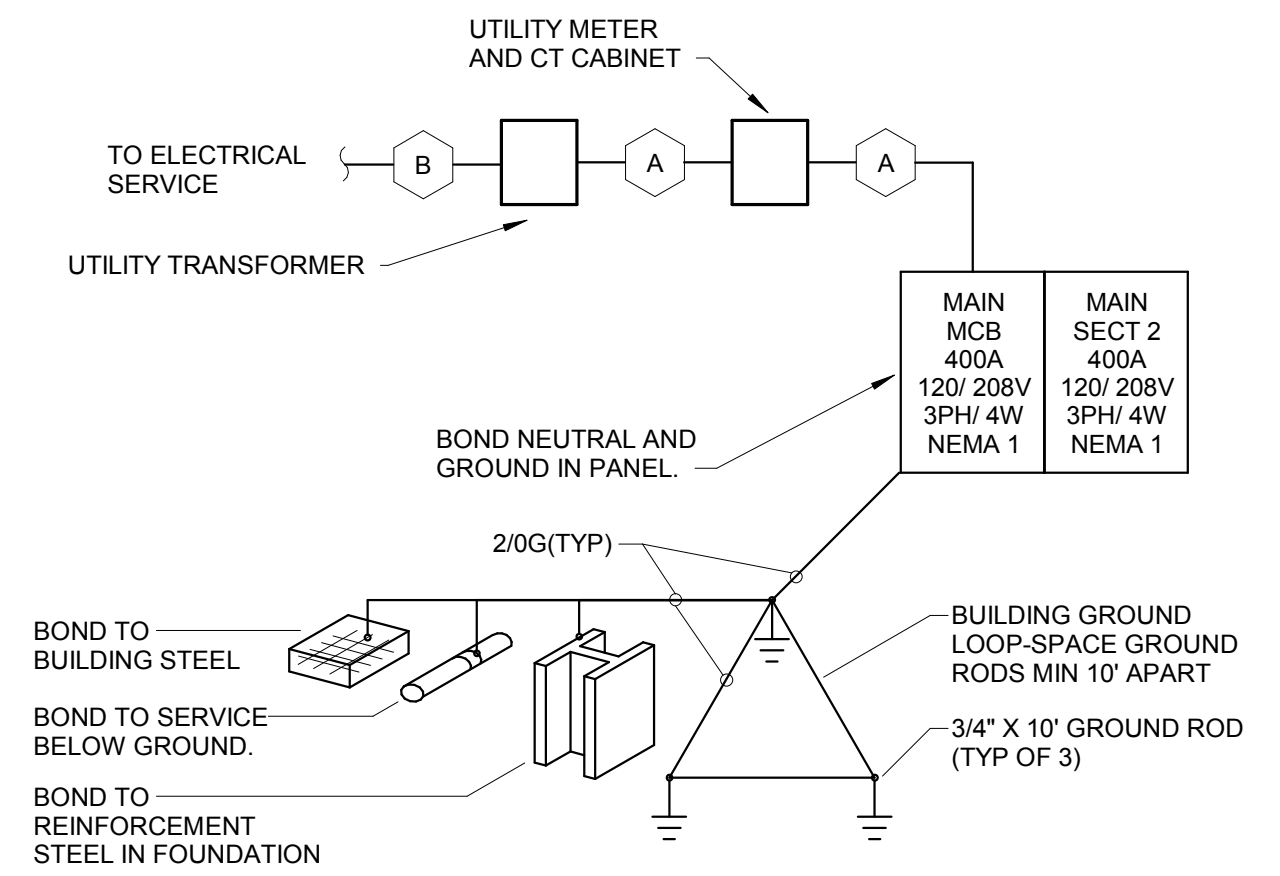 UTILITY METER
AND CT CABINET
TO ELECTRICAL
SERVICE
B
A
A
UTILITY TRANSFORMER
MAIN
MCB
400A
120/ 208V
3PH/ 4W
NEMA 1
MAIN
SECT 2
400A
120/ 208V
3PH/ 4W
NEMA 1
BOND NEUTRAL AND
GROUND IN PANEL.
2/0G(TYP)
BOND TO
BUILDING STEEL
BOND TO SERVICE
BELOW GROUND.
BOND TO
REINFORCEMENT
STEEL IN FOUNDATION
BUILDING GROUND
LOOP-SPACE GROUND
RODS MIN 10' APART
3/4" X 10' GROUND ROD
(TYP OF 3)